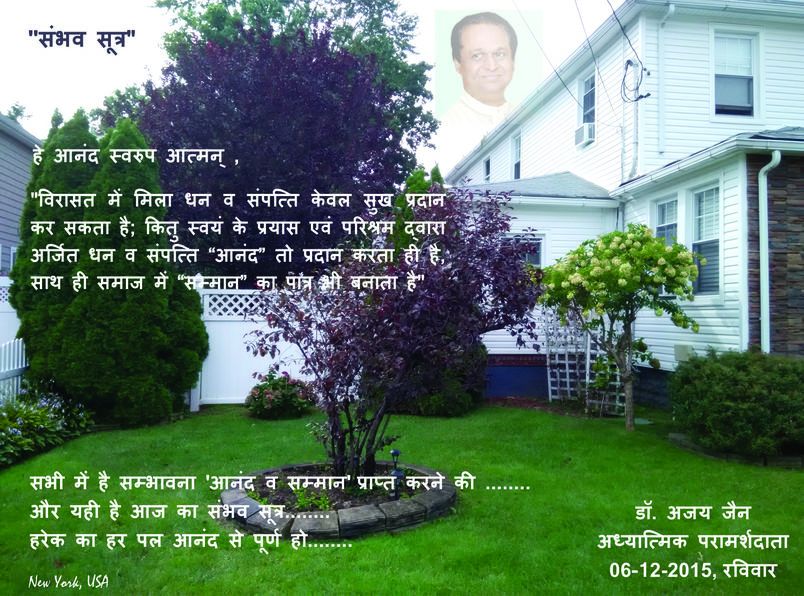 "संभव सूत्र"
हे आनंद स्वरुप आत्मन् ,
"विरासत में मिला धन व संपत्ति केवल सुख प्रदान
कर सकता है; किंतु स्वयं के प्रयास एवं परिश्रम द्वारा
अर्जित धन व संपत्ति “आनंद” तो प्रदान करता ही है,
साथ ही समाज में “सम्मान” का पात्र भी बनाता है"
सभी में है सम्भावना 'आनंद व सम्मान' प्राप्त करने की ........
और यही है आज का संभव सूत्र........
हरेक का हर पल आनंद से पूर्ण हो........
डॉ. अजय जैन
अध्यात्मिक परामर्शदाता
06-12-2015, रविवार
New York, USA